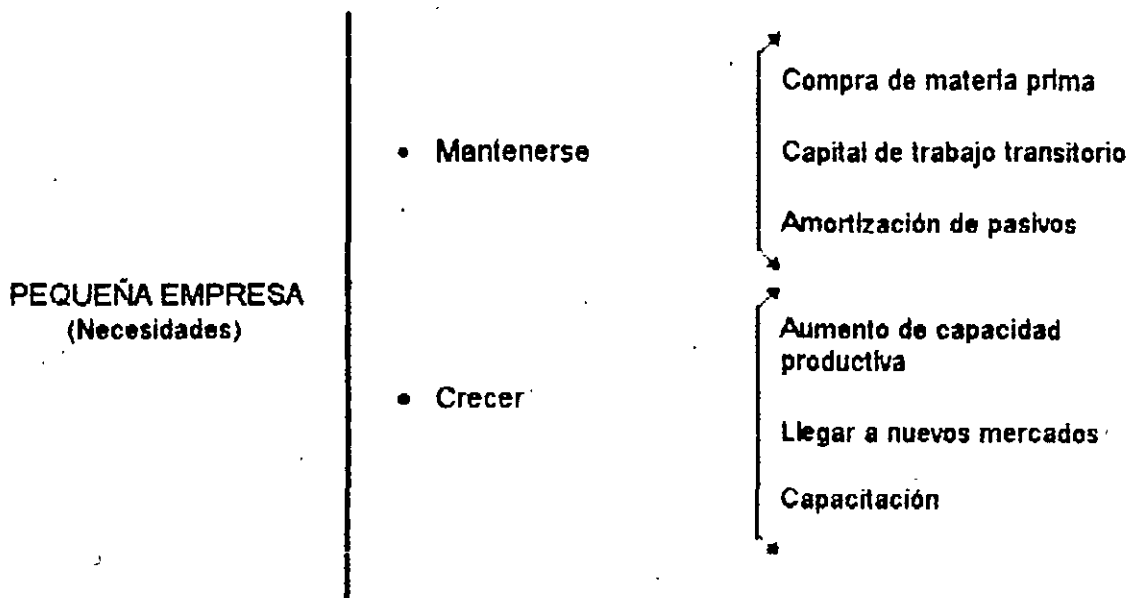 PEQUEÑA EMPRESA
(Necesidades)
• Mantenerse
Compra de materia prima
Capital de trabajo transitorio
Amortización de pasivos
• Crecer
Aumento de capacidad
productiva
Llegar a nuevos mercados
Capacitación